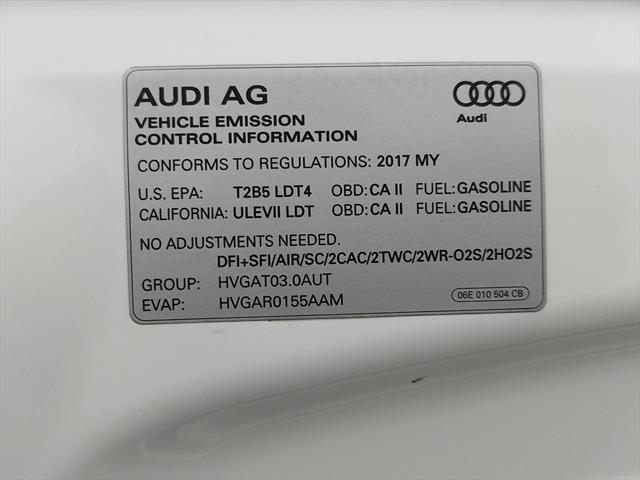 AUDI AG
Audi
VEHICLE EMISSION
CONTROL INFORMATION
CONFORMS TO REGULATIONS: 2017 MY
U.S. EPA: T2B5 LDT4 OBD: CA II FUEL: GASOLINE
CALIFORNIA: ULEVII LDT OBD: CA II FUEL: GASOLINE
NO ADJUSTMENTS NEEDED.
DFI+SFI/AIR/SC/2CAC/2TWC/2WR-O2S/2HO2S
GROUP: HVGAT03.0AUT
EVAP: HVGAR0155AAM
06E 010 504 CB